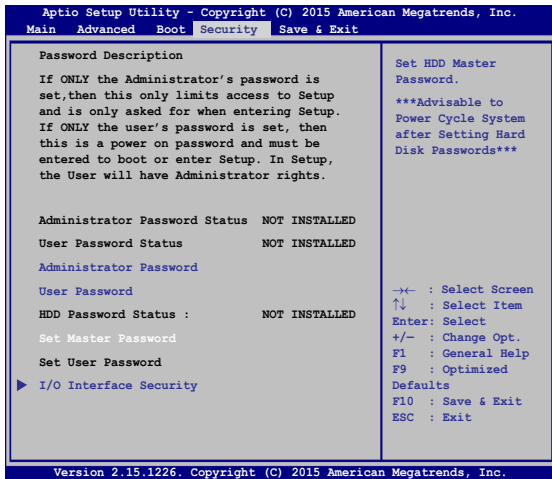 Aptio Setup Utility - Copyright (C) 2015 American Megatrends, Inc.
Main Advanced Boot Security Save & Exit
Password Description
If ONLY the Administrator's password is
set,then this only limits access to Setup
and is only asked for when entering Setup.
If ONLY the user's password is set, then
this is a power on password and must be
entered to boot or enter Setup. In Setup,
the User will have Administrator rights.
Administrator Password Status NOT INSTALLED
User Password Status NOT INSTALLED
Administrator Password
User Password
HDD Password Status : NOT INSTALLED
Set Master Password
Set User Password
I/O Interface Security
Set HDD Master
Password.
***Advisable to
Power Cycle System
after Setting Hard
Disk Passwords***
→← : Select Screen
↑↓ : Select Item
Enter: Select
+/— : Change Opt.
F1 : General Help
F9 : Optimized
Defaults
F10 : Save & Exit
ESC : Exit
Version 2.15.1226. Copyright (C) 2015 American Megatrends, Inc.